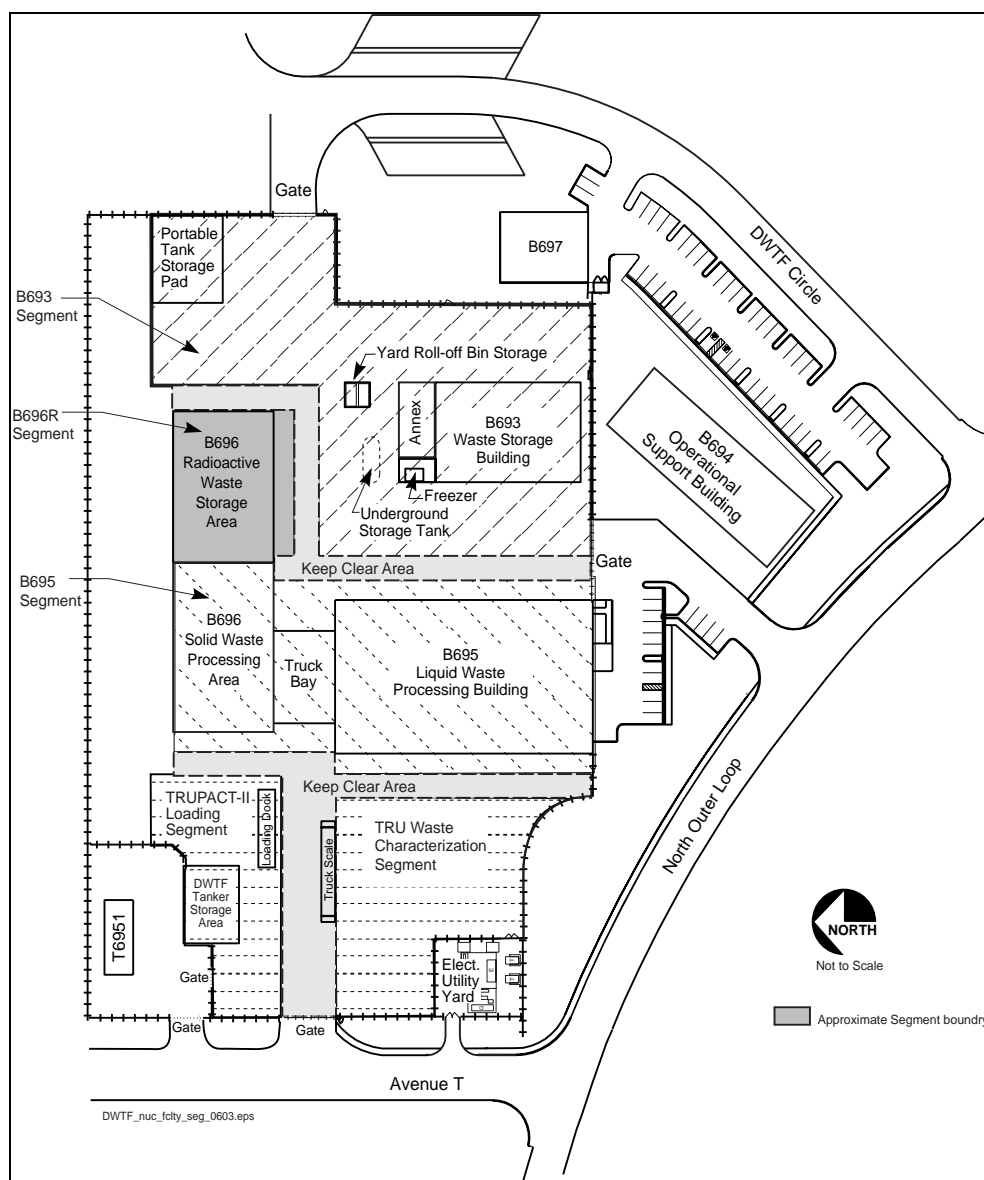 Gate
Portable
Tank
Storage
Pad
B697
DWTF Circle
B693
Segment
Yard Roll-off Bin Storage
Annex
B693
Waste Storage
Building
B696R
Segment
B696
Radioactive
Waste
Storage
Area
B694
Operational
Support Building
Freezer
Underground
Storage Tank
Keep Clear Area
Gate
B695
Segment
B696
Solid Waste
Processing
Area
Truck
Bay
B695
Liquid Waste
Processing Building
Keep Clear Area
TRUPACT-II
Loading
Segment
Loading Dock
TRU Waste
Characterization
Segment
Truck Scale
North Outer Loop
DWTF
Tanker
Storage
Area
T6951
NORTH
Not to Scale
Elect.
Utility
Yard
Gate
Gate
Gate
Approximate Segment boundry
Avenue T
DWTF_nuc_fclty_seg_0603.eps